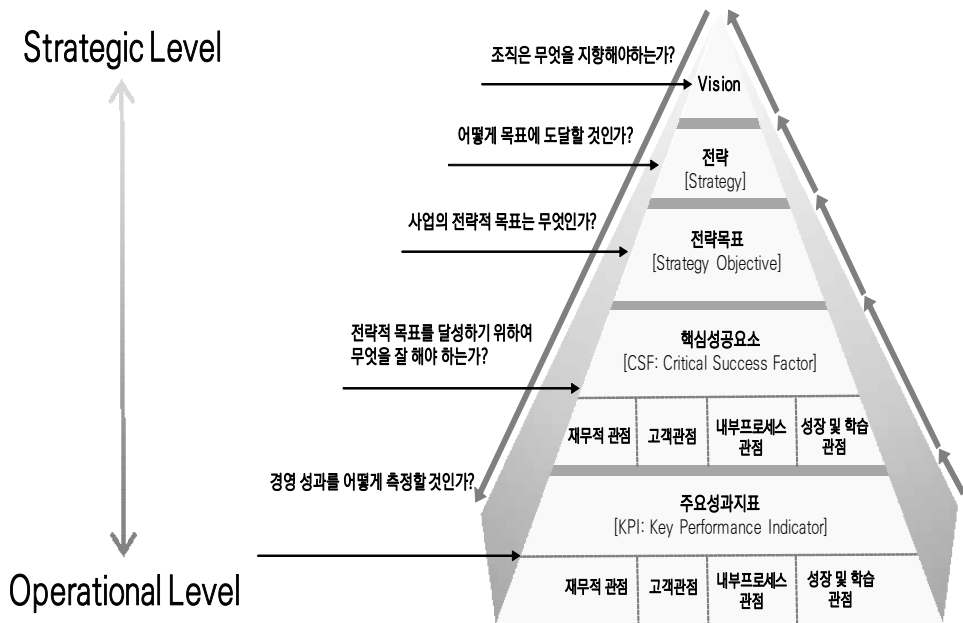 Strategic Level
조직은 무엇을 지향해야하는가?
Vision
어떻게 목표에 도달할 것인가?
전략
[Strategy]
사업의 전략적 목표는 무엇인가?
전략목표
[Strategy Objective]
전략적 목표를 달성하기 위하여
무엇을 잘 해야 하는가?
핵심성공요소
[CSF: Critical Success Factor]
재무적 관점
고객관점
내부프로세스
관점
성장 및 학습
관점
경영 성과를 어떻게 측정할 것인가?
주요성과지표
[KPI: Key Performance Indicator]
Operational Level
재무적 관점
고객관점
내부프로세스
관점
성장 및 학습
관점